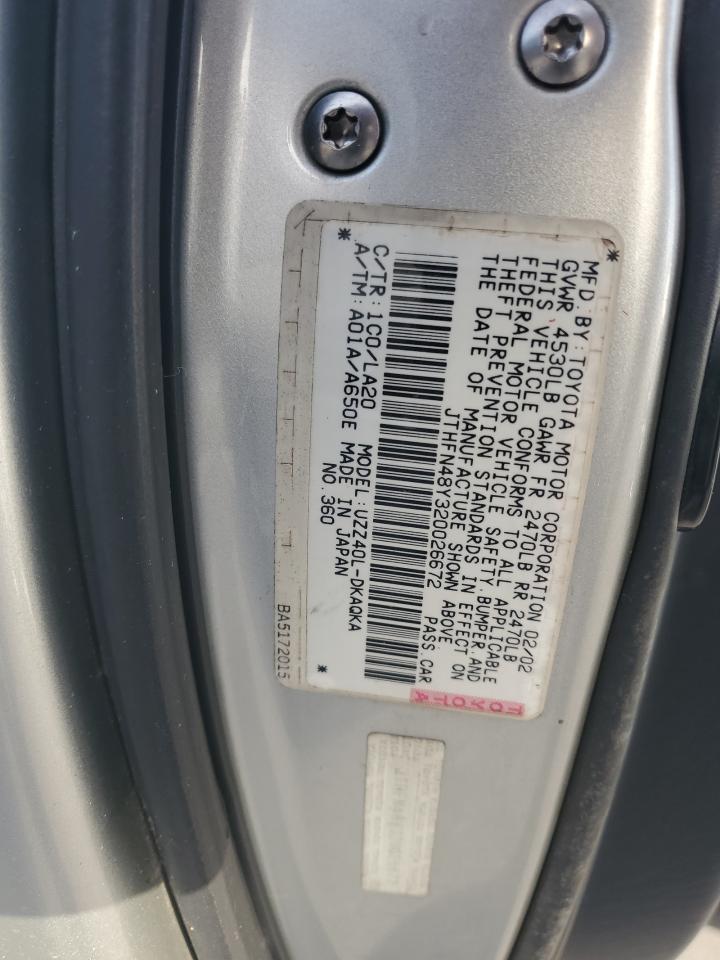 MFD.BY:TOYOTA MOTOR CORPORATION 02/02
GVWR 4530LB GAWR FR 2470LB RR 2470LB
THIS VEHICLE CONFORMS TO ALL APPLICABLE
FEDERAL MOTOR VEHICLE SAFETY.BUMPER.AND
THEFT PREVENTION STANDARDS IN EFFECT ON
THE DATE OF MANUFACTURE SHOWN ABOVE.
JTHFN48Y320026672 PASS.CAR
C/TR:1C0/LA20 MODEL:UZZ40L-DKAQKA
A/TM:A01A/A650E MADE IN JAPAN
NO.360
BA5172015
TOYOTA